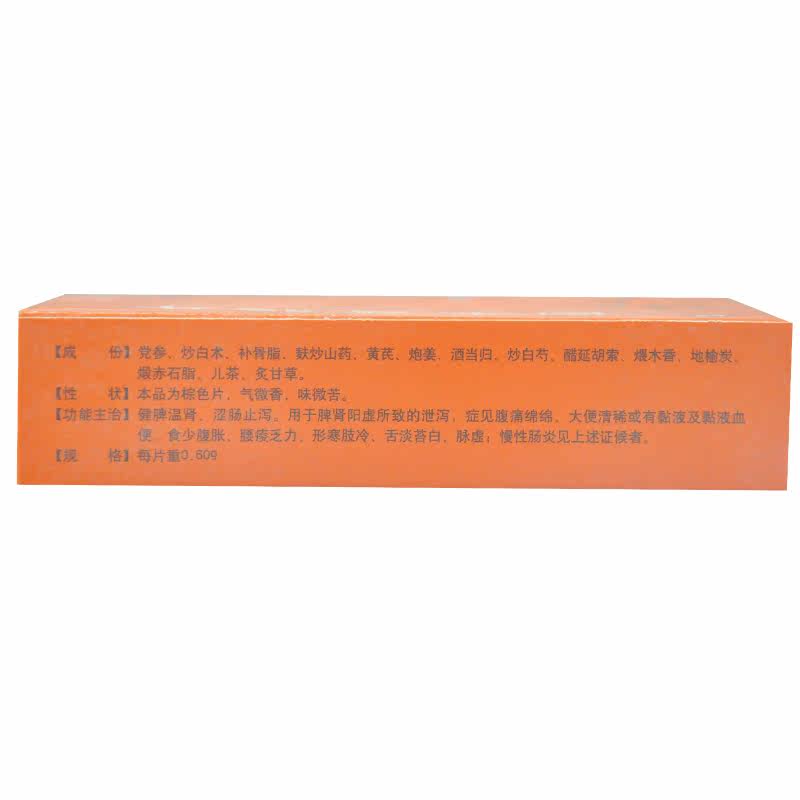 【成　份】党参、炒白术、补骨脂、麸炒山药、黄芪、炮姜、酒当归、炒白芍、醋延胡索、煨木香、地榆炭、
煅赤石脂、儿茶、炙甘草。
【性　状】本品为棕色片，气微香，味微苦。
【功能主治】健脾温肾、涩肠止泻。用于脾肾阳虚所致的泄泻，症见腹痛绵绵、大便清稀或有黏液及黏液血
便、食少腹胀、腰痠乏力、形寒肢冷、舌淡苔白、脉虚；慢性肠炎见上述证候者。
【规　格】每片重0.60g